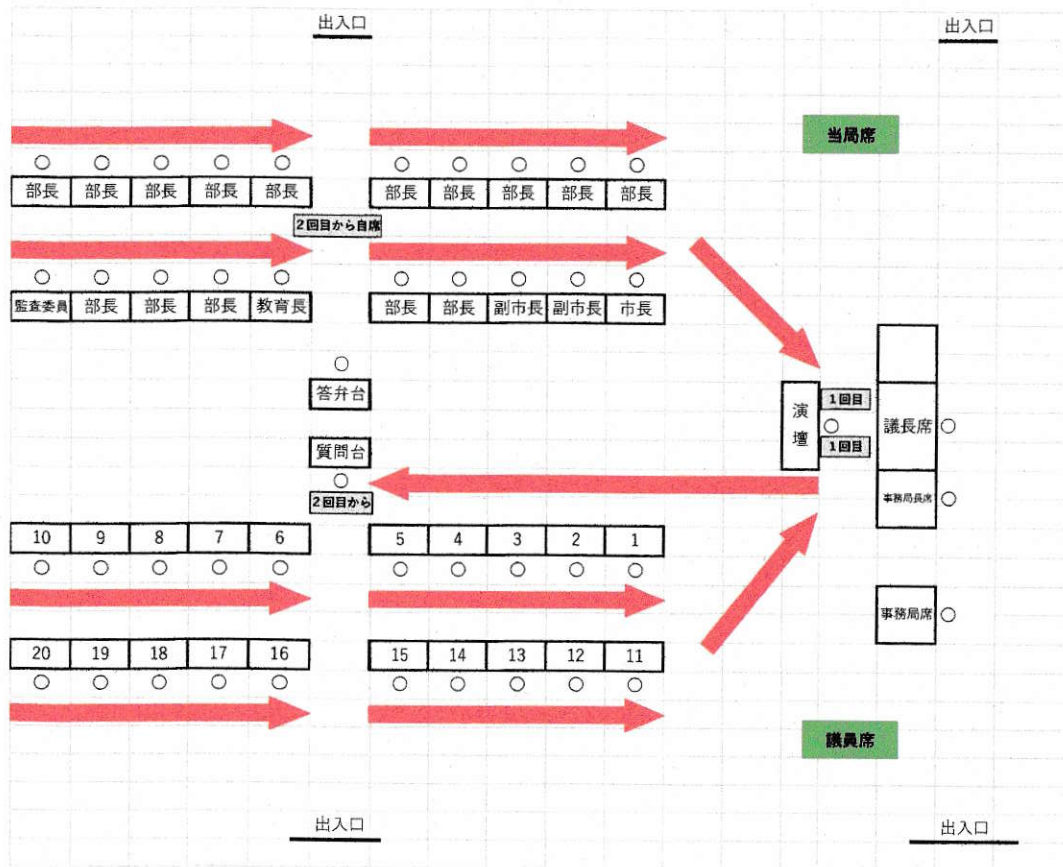 出入口 出入口
当局席
部長 部長 部長 部長 部長 部長 部長 部長 部長 部長
2回目から自席
監査委員 部長 部長 部長 教育長 部長 部長 副市長 副市長 市長
答弁台
演壇
1回目
1回目
議長席
質問台
2回目から
事務局長席
10 9 8 7 6 5 4 3 2 1
事務局席
20 19 18 17 16 15 14 13 12 11
議員席
出入口 出入口